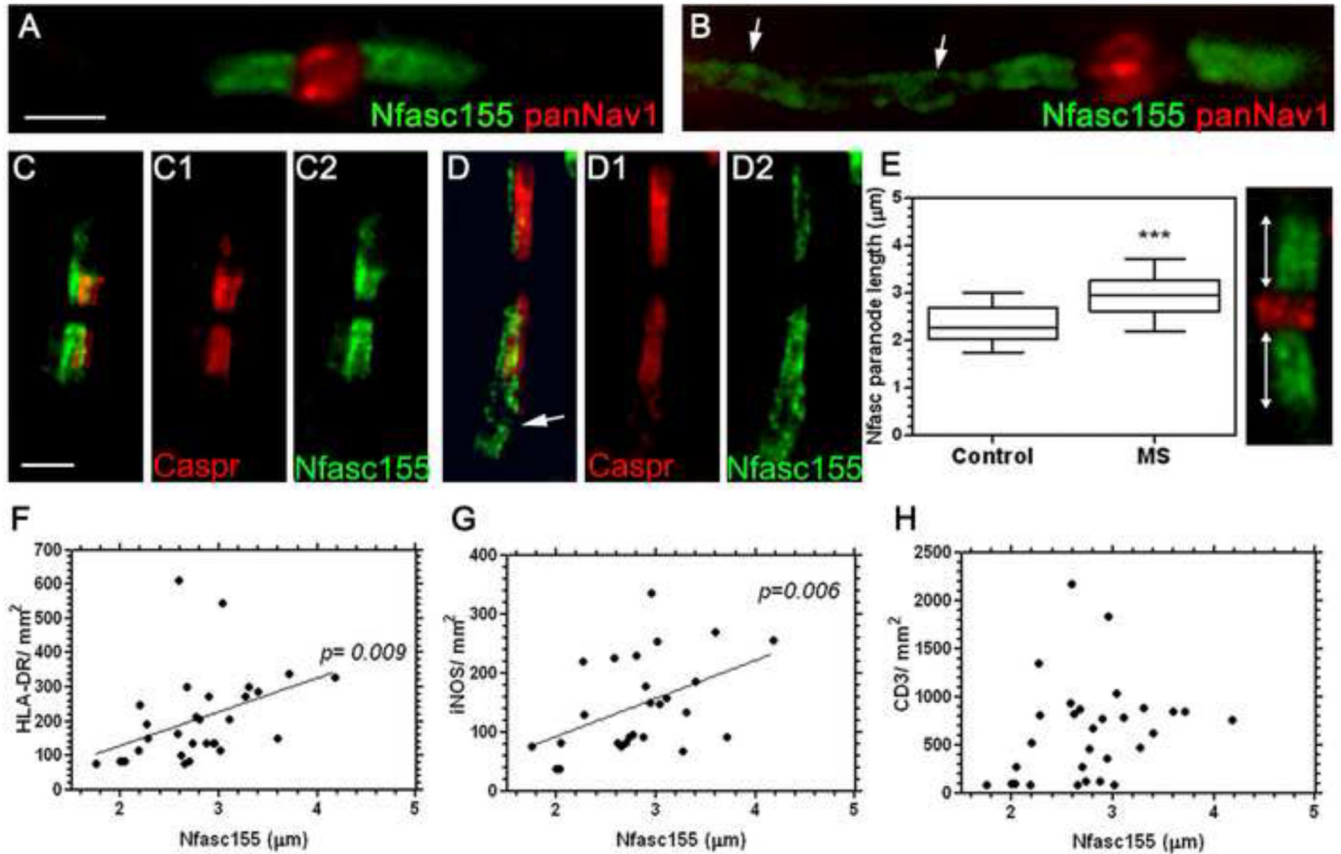 A
Nfasc155 panNav1
B
Nfasc155 panNav1
C
C1
Caspr
C2
Nfasc155
D
D1
Caspr
D2
Nfasc155
E
Nfasc paranode length (μm)
5
4
3
2
1
0
***
Control MS
F
HLA-DR/ mm²
700
600
500
400
300
200
100
0
p= 0.009
2 3 4 5
Nfasc155 (μm)
G
iNOS/ mm²
400
300
200
100
0
p=0.006
2 3 4 5
Nfasc155 (μm)
H
CD3/ mm²
2500
2000
1500
1000
500
0
2 3 4 5
Nfasc155 (μm)